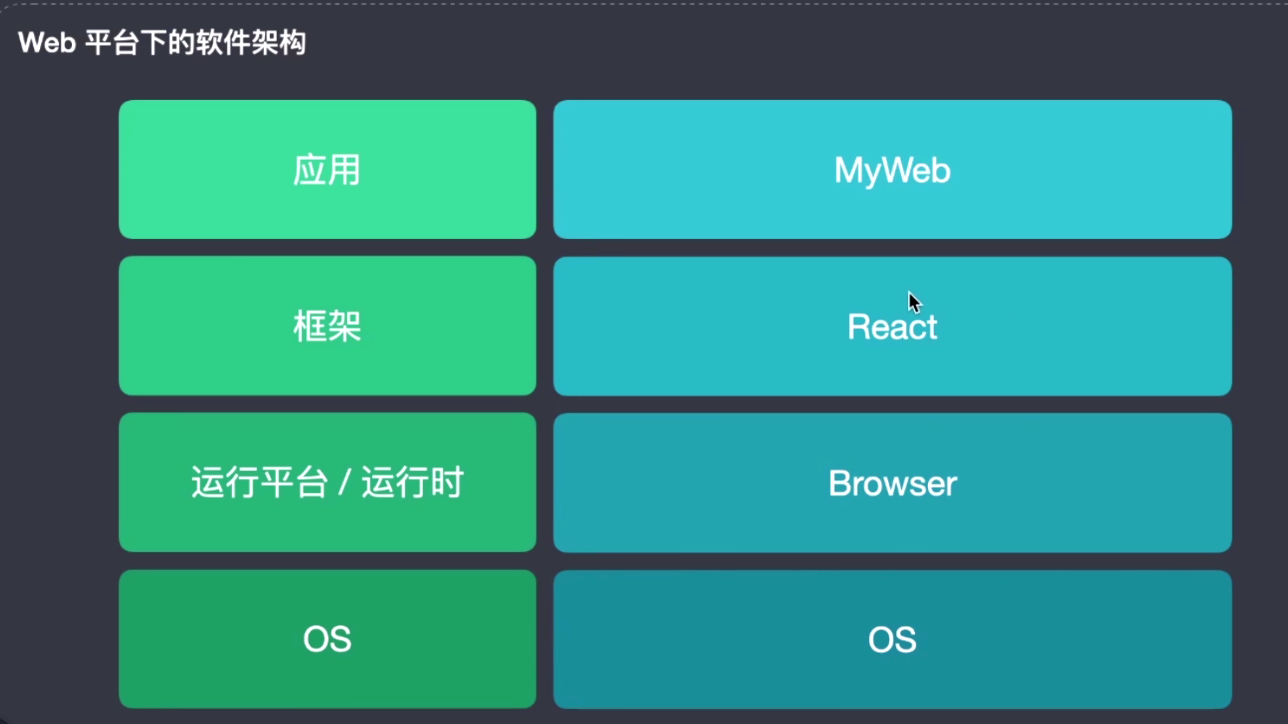 Web 平台下的软件架构
应用
MyWeb
框架
React
运行平台 / 运行时
Browser
OS
OS